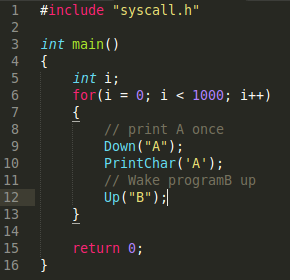 1 #include "syscall.h"
2
3 int main()
4 {
5     int i;
6     for(i = 0; i < 1000; i++)
7     {
8         // print A once
9         Down("A");
10         PrintChar('A');
11         // Wake programB up
12         Up("B");
13     }
14
15     return 0;
16 }